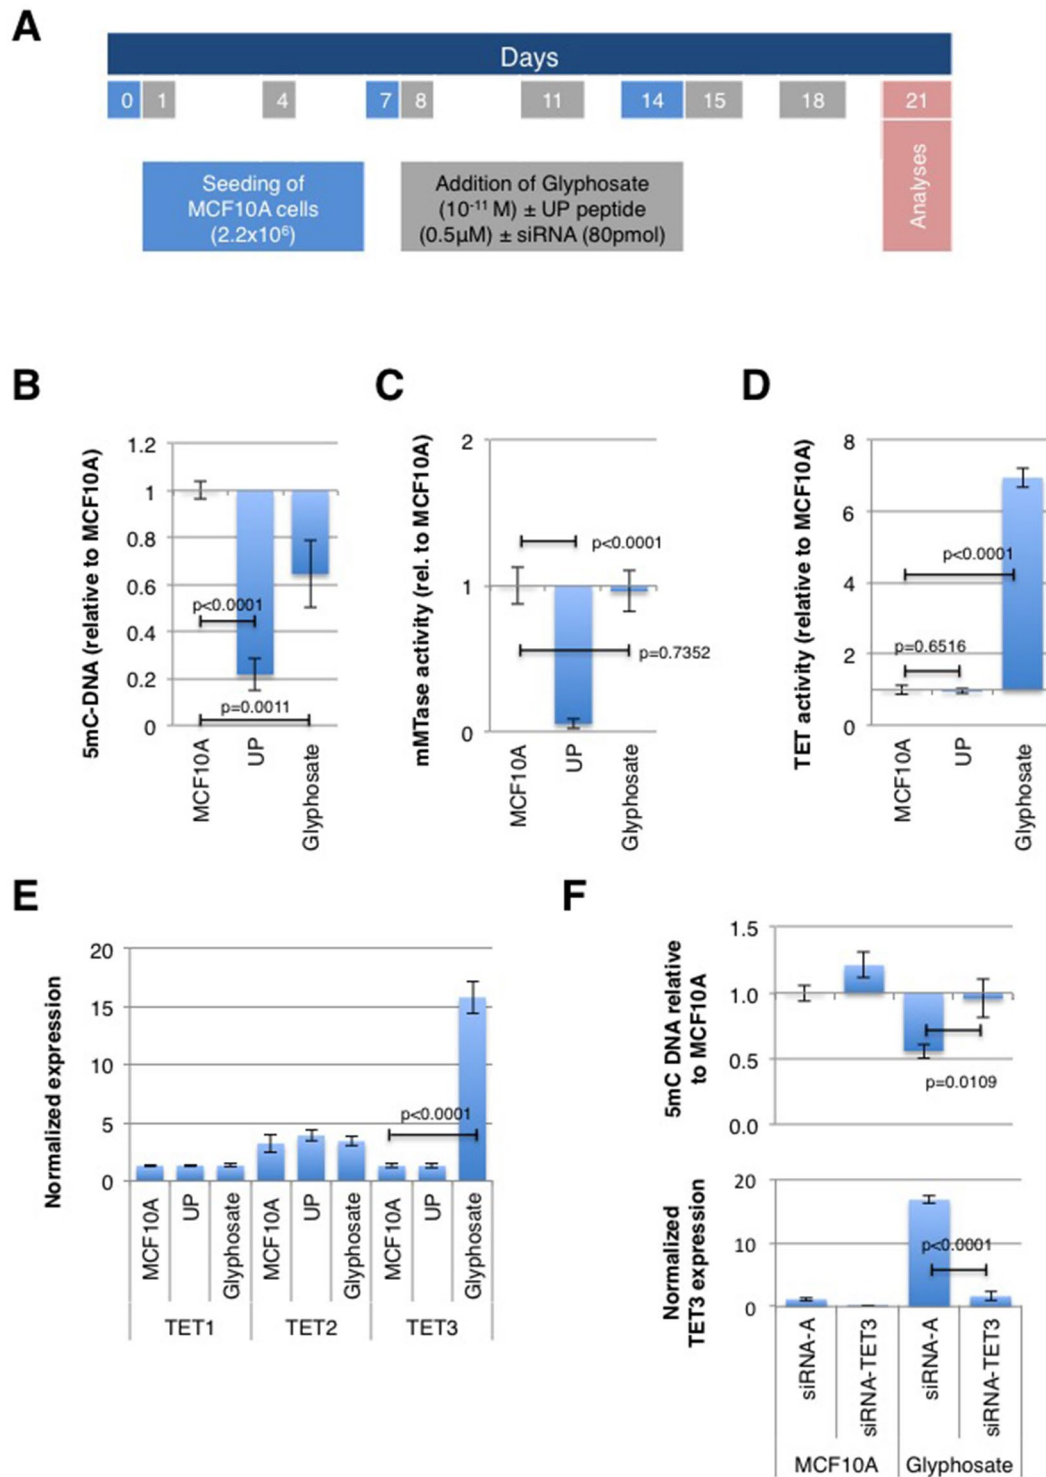 A
Days
0 1 4 7 8 11 14 15 18 21
Seeding of
MCF10A cells
(2.2x10⁶)
Addition of Glyphosate
(10⁻¹¹ M) ± UP peptide
(0.5µM) ± siRNA (80pmol)
Analyses
B
5mC-DNA (relative to MCF10A)
1.2
1
0.8
0.6
0.4
0.2
0
p<0.0001
p=0.0011
MCF10A
UP
Glyphosate
C
mMTase activity (rel. to MCF10A)
2
1
0
p<0.0001
p=0.7352
MCF10A
UP
Glyphosate
D
TET activity (relative to MCF10A)
8
6
4
2
0
p<0.0001
p=0.6516
MCF10A
UP
Glyphosate
E
Normalized expression
20
15
10
5
0
p<0.0001
MCF10A
UP
Glyphosate
MCF10A
UP
Glyphosate
MCF10A
UP
Glyphosate
TET1
TET2
TET3
F
5mC DNA relative
to MCF10A
1.5
1.0
0.5
0.0
p=0.0109
Normalized
TET3 expression
20
10
0
p<0.0001
siRNA-A
siRNA-TET3
siRNA-A
siRNA-TET3
MCF10A
Glyphosate